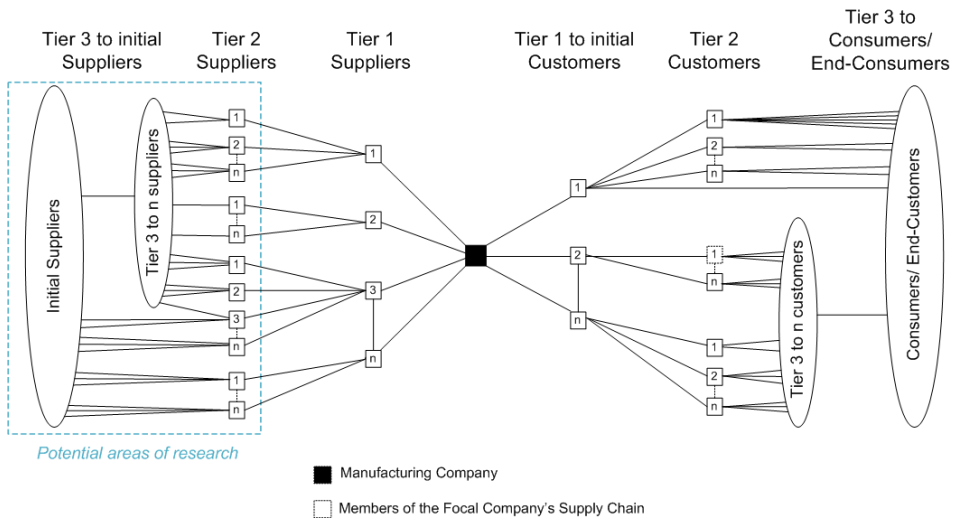 Tier 3 to initial
Suppliers
Tier 2
Suppliers
Tier 1
Suppliers
Tier 1 to initial
Customers
Tier 2
Customers
Tier 3 to
Consumers/
End-Consumers
Initial Suppliers
Tier 3 to n suppliers
1
2
n
1
n
1
2
3
n
1
n
1
2
3
n
1
2
n
1
2
n
1
n
1
2
n
Tier 3 to n customers
Consumers/ End-Customers
Potential areas of research
Manufacturing Company
Members of the Focal Company's Supply Chain